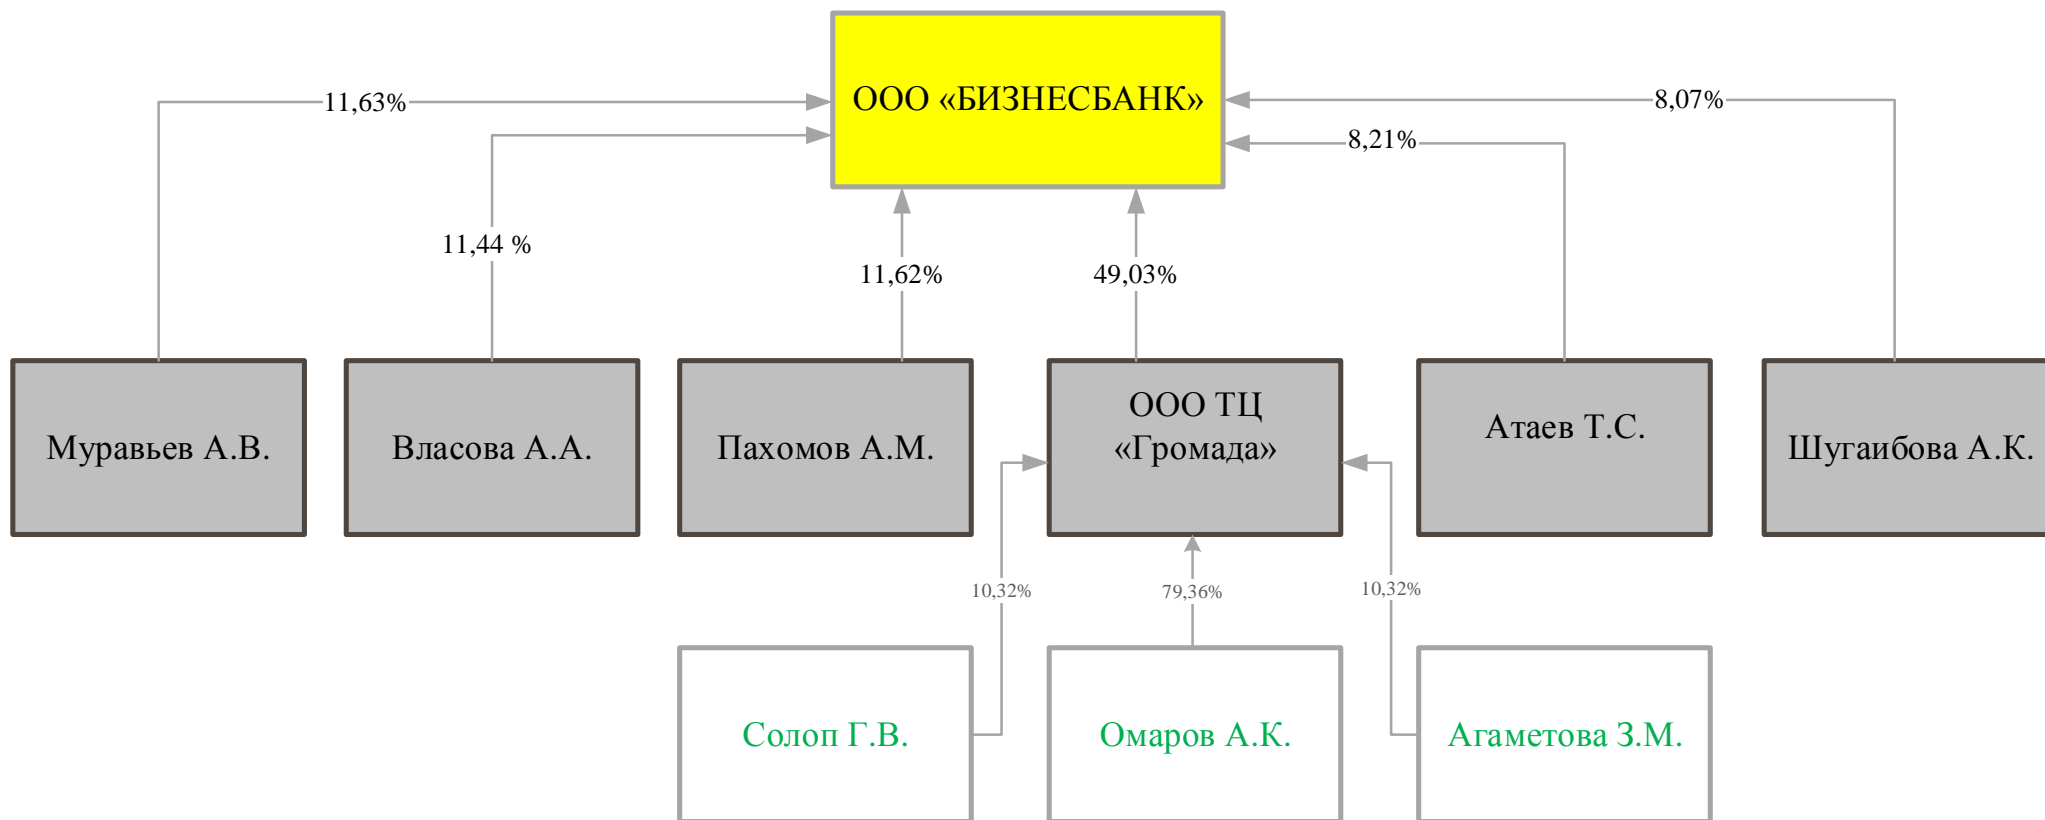 ООО «БИЗНЕСБАНК»
11,63%
8,07%
8,21%
11,44 %
11,62%
49,03%
Муравьев А.В.
Власова А.А.
Пахомов А.М.
ООО ТЦ
«Громада»
Атаев Т.С.
Шугаибова А.К.
10,32%
79,36%
10,32%
Солоп Г.В.
Омаров А.К.
Агаметова З.М.